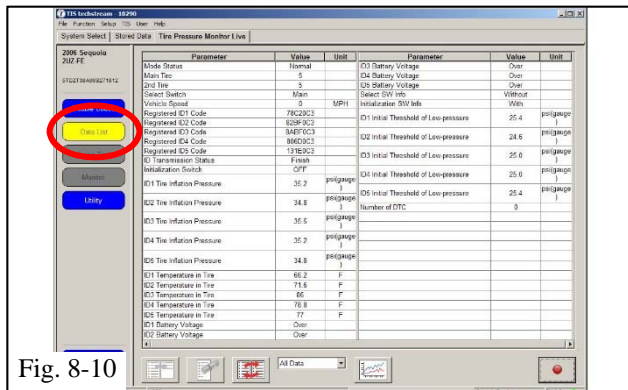 TIS techstream - 10290
File Function Setup TIS User Help
System Select Stored Data Tire Pressure Monitor Live
2006 Sequoia
2UZ-FE
Data List
Monitor
Utility
Parameter Value Unit
Mode Status Normal
Main Tire 5
2nd Tire 5
Select Switch Main
Vehicle Speed 0 MPH
Registered ID1 Code 78C20C3
Registered ID2 Code 82BF0C3
Registered ID3 Code 8ABF0C3
Registered ID4 Code 806D0C3
Registered ID5 Code 131E0C3
ID Transmission Status Finish
Initialization Switch OFF
ID1 Tire Inflation Pressure 35.2 psi(gauge)
ID2 Tire Inflation Pressure 34.8 psi(gauge)
ID3 Tire Inflation Pressure 35.5 psi(gauge)
ID4 Tire Inflation Pressure 35.2 psi(gauge)
ID5 Tire Inflation Pressure 34.8 psi(gauge)
ID1 Temperature in Tire 66.2 F
ID2 Temperature in Tire 71.6 F
ID3 Temperature in Tire 86 F
ID4 Temperature in Tire 78.8 F
ID5 Temperature in Tire 77 F
ID1 Battery Voltage Over
ID2 Battery Voltage Over
Parameter Value Unit
ID3 Battery Voltage Over
ID4 Battery Voltage Over
ID5 Battery Voltage Over
Select SW Info Without
Initialization SW Info With
ID1 Initial Threshold of Low-pressure 25.4 psi(gauge)
ID2 Initial Threshold of Low-pressure 24.6 psi(gauge)
ID3 Initial Threshold of Low-pressure 25.0 psi(gauge)
ID4 Initial Threshold of Low-pressure 25.0 psi(gauge)
ID5 Initial Threshold of Low-pressure 25.4 psi(gauge)
Number of DTC 0
All Data
Fig. 8-10